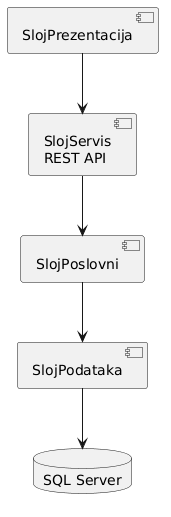 SlojPrezentacija
SlojServis
REST API
SlojPoslovni
SlojPodataka
SQL Server